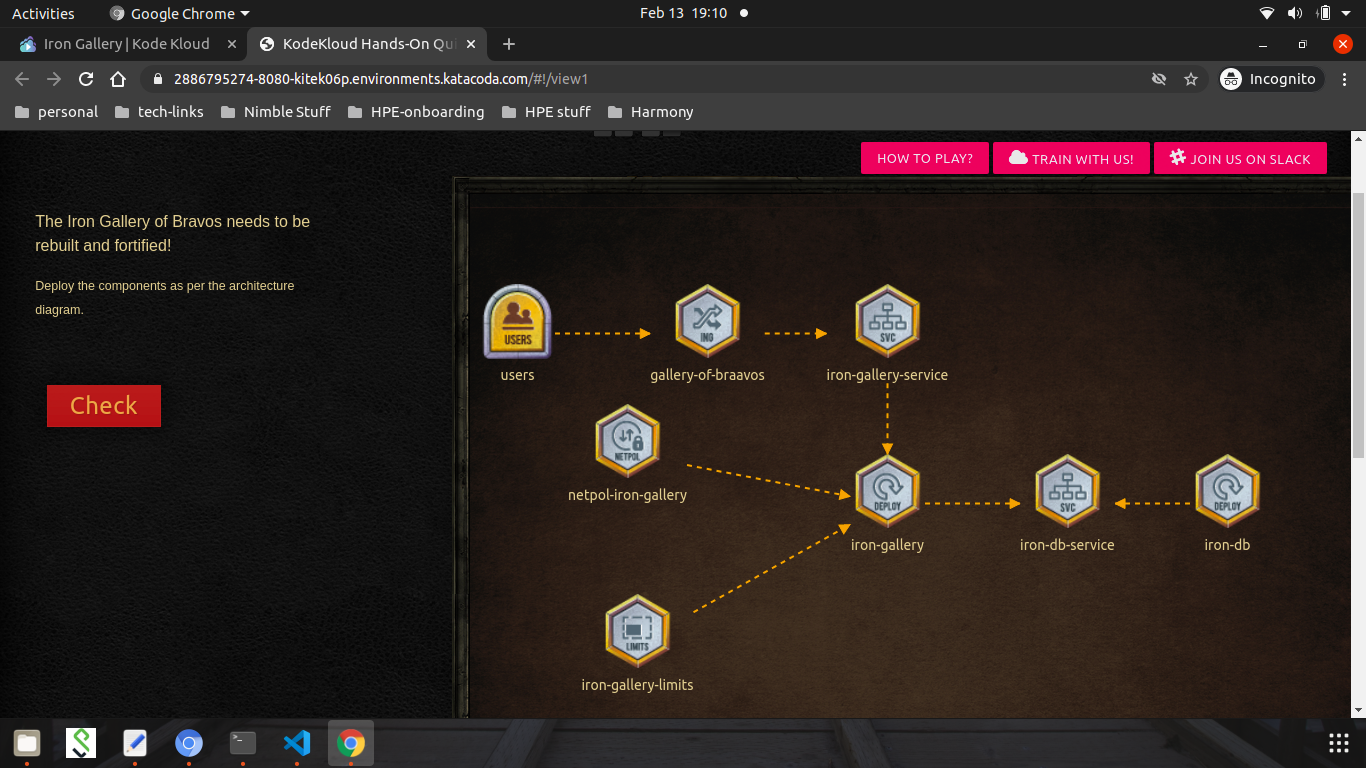 Activities
Google Chrome
Feb 13 19:10
Iron Gallery | Kode Kloud
KodeKloud Hands-On Qui
2886795274-8080-kitek06p.environments.katacoda.com/#!/view1
Incognito
personal
tech-links
Nimble Stuff
HPE-onboarding
HPE stuff
Harmony
HOW TO PLAY?
TRAIN WITH US!
JOIN US ON SLACK
The Iron Gallery of Bravos needs to be
rebuilt and fortified!
Deploy the components as per the architecture
diagram.
Check
USERS
users
ING
gallery-of-braavos
SVC
iron-gallery-service
NETPOL
netpol-iron-gallery
DEPLOY
iron-gallery
SVC
iron-db-service
DEPLOY
iron-db
LIMITS
iron-gallery-limits